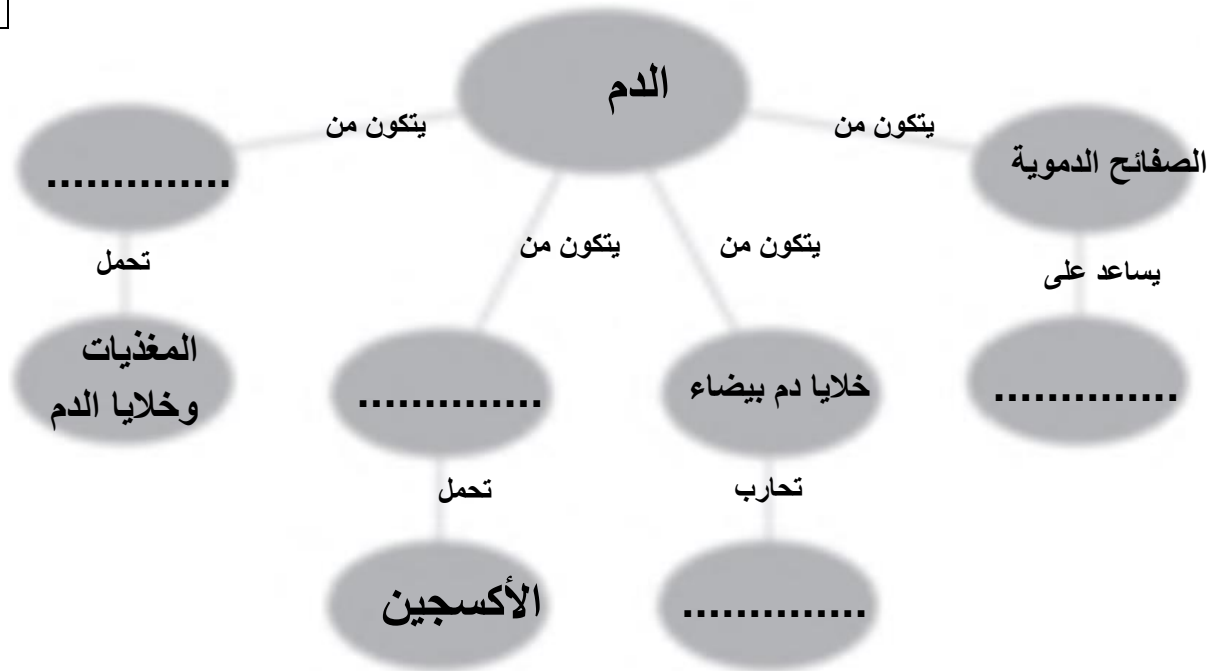 الدم
يتكون من
يتكون من
الصفائح الدموية
..............
يتكون من
يتكون من
يساعد على
تحمل
المغذيات
وخلايا الدم
..............
خلايا دم بيضاء
..............
تحارب
تحمل
..............
الأكسجين